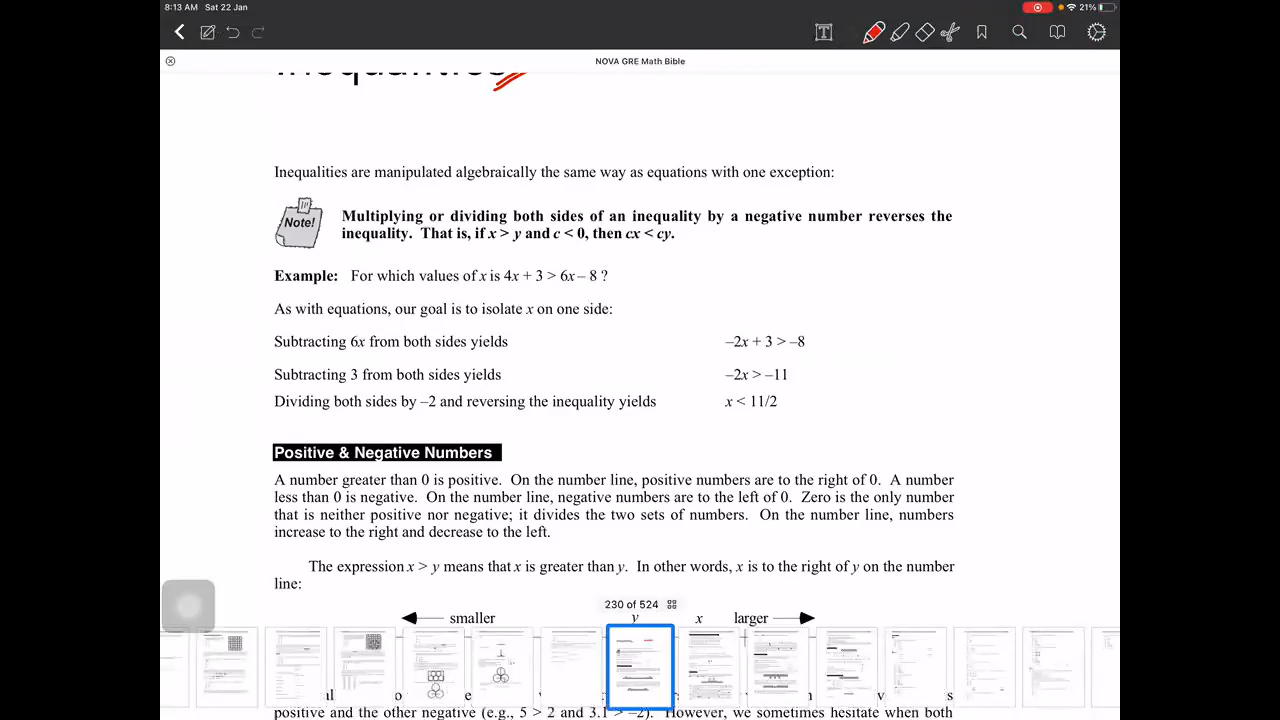 8:13 AM Sat 22 Jan
21%
NOVA GRE Math Bible
Inequalities
Inequalities are manipulated algebraically the same way as equations with one exception:
Note!
Multiplying or dividing both sides of an inequality by a negative number reverses the
inequality. That is, if x > y and c < 0, then cx < cy.
Example: For which values of x is 4x + 3 > 6x – 8 ?
As with equations, our goal is to isolate x on one side:
Subtracting 6x from both sides yields –2x + 3 > –8
Subtracting 3 from both sides yields –2x > –11
Dividing both sides by –2 and reversing the inequality yields x < 11/2
Positive & Negative Numbers
A number greater than 0 is positive. On the number line, positive numbers are to the right of 0. A number
less than 0 is negative. On the number line, negative numbers are to the left of 0. Zero is the only number
that is neither positive nor negative; it divides the two sets of numbers. On the number line, numbers
increase to the right and decrease to the left.
The expression x > y means that x is greater than y. In other words, x is to the right of y on the number
line:
230 of 524
smaller y x larger
positive and the other negative (e.g., 5 > 2 and 3.1 > –2). However, we sometimes hesitate when both